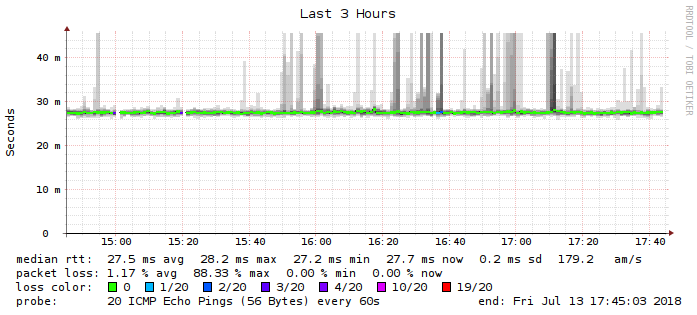 Last 3 Hours
RRDTOOL / TOBI OETIKER
Seconds
40 m
30 m
20 m
10 m
0
15:00 15:20 15:40 16:00 16:20 16:40 17:00 17:20 17:40
median rtt: 27.5 ms avg 28.2 ms max 27.2 ms min 27.7 ms now 0.2 ms sd 179.2 am/s
packet loss: 1.17 % avg 88.33 % max 0.00 % min 0.00 % now
loss color: 0 1/20 2/20 3/20 4/20 10/20 19/20
probe: 20 ICMP Echo Pings (56 Bytes) every 60s end: Fri Jul 13 17:45:03 2018